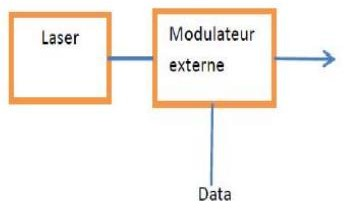 Laser
Modulateur
externe
Data